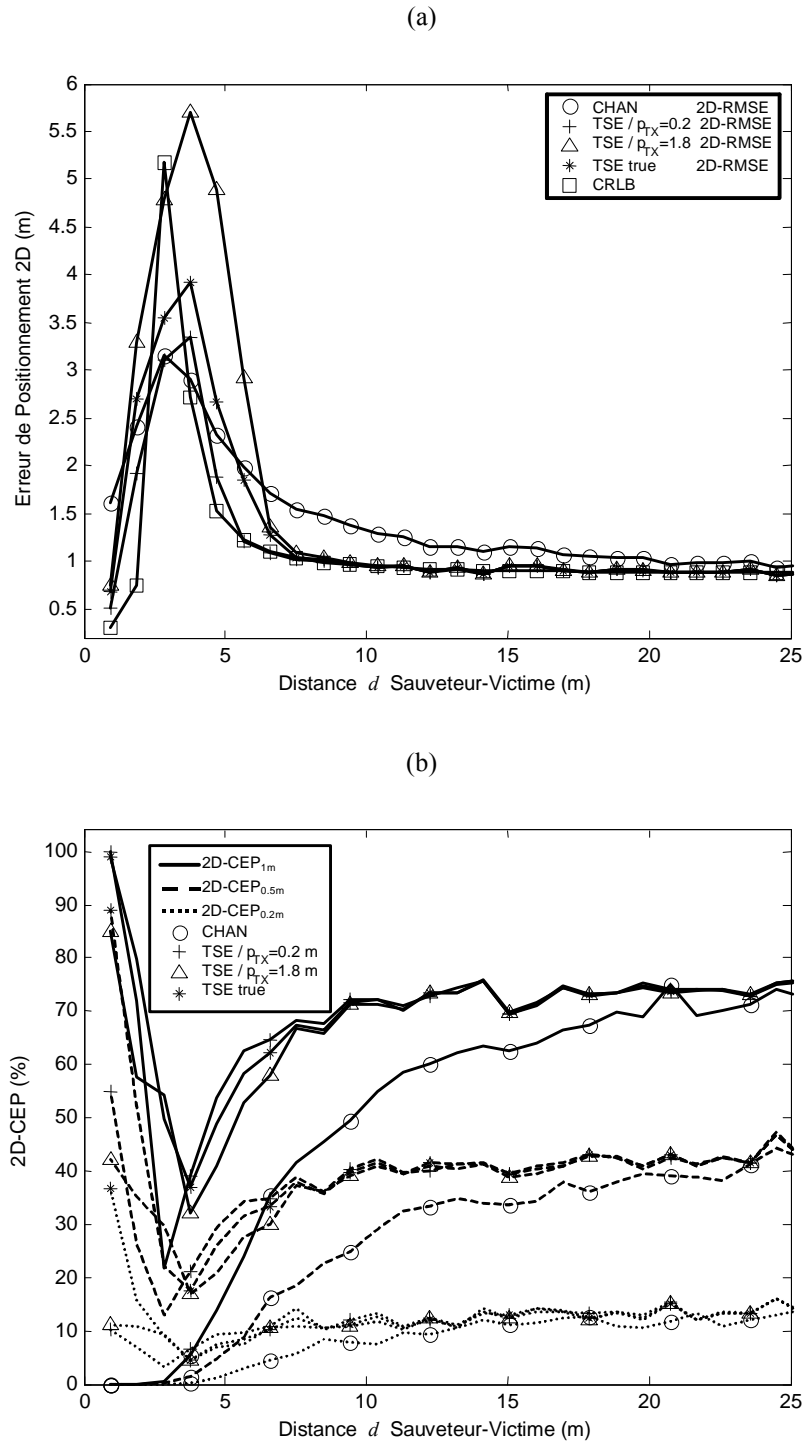 (a)
6
5.5
5
4.5
4
3.5
3
2.5
2
1.5
1
0.5
Erreur de Positionnement 2D (m)
CHAN 2D-RMSE
TSE / pTX=0.2 2D-RMSE
TSE / pTX=1.8 2D-RMSE
TSE true 2D-RMSE
CRLB
0 5 10 15 20 25
Distance d Sauveteur-Victime (m)
(b)
100
90
80
70
60
50
40
30
20
10
0
2D-CEP (%)
2D-CEP1m
2D-CEP0.5m
2D-CEP0.2m
CHAN
TSE / pTX=0.2 m
TSE / pTX=1.8 m
TSE true
0 5 10 15 20 25
Distance d Sauveteur-Victime (m)